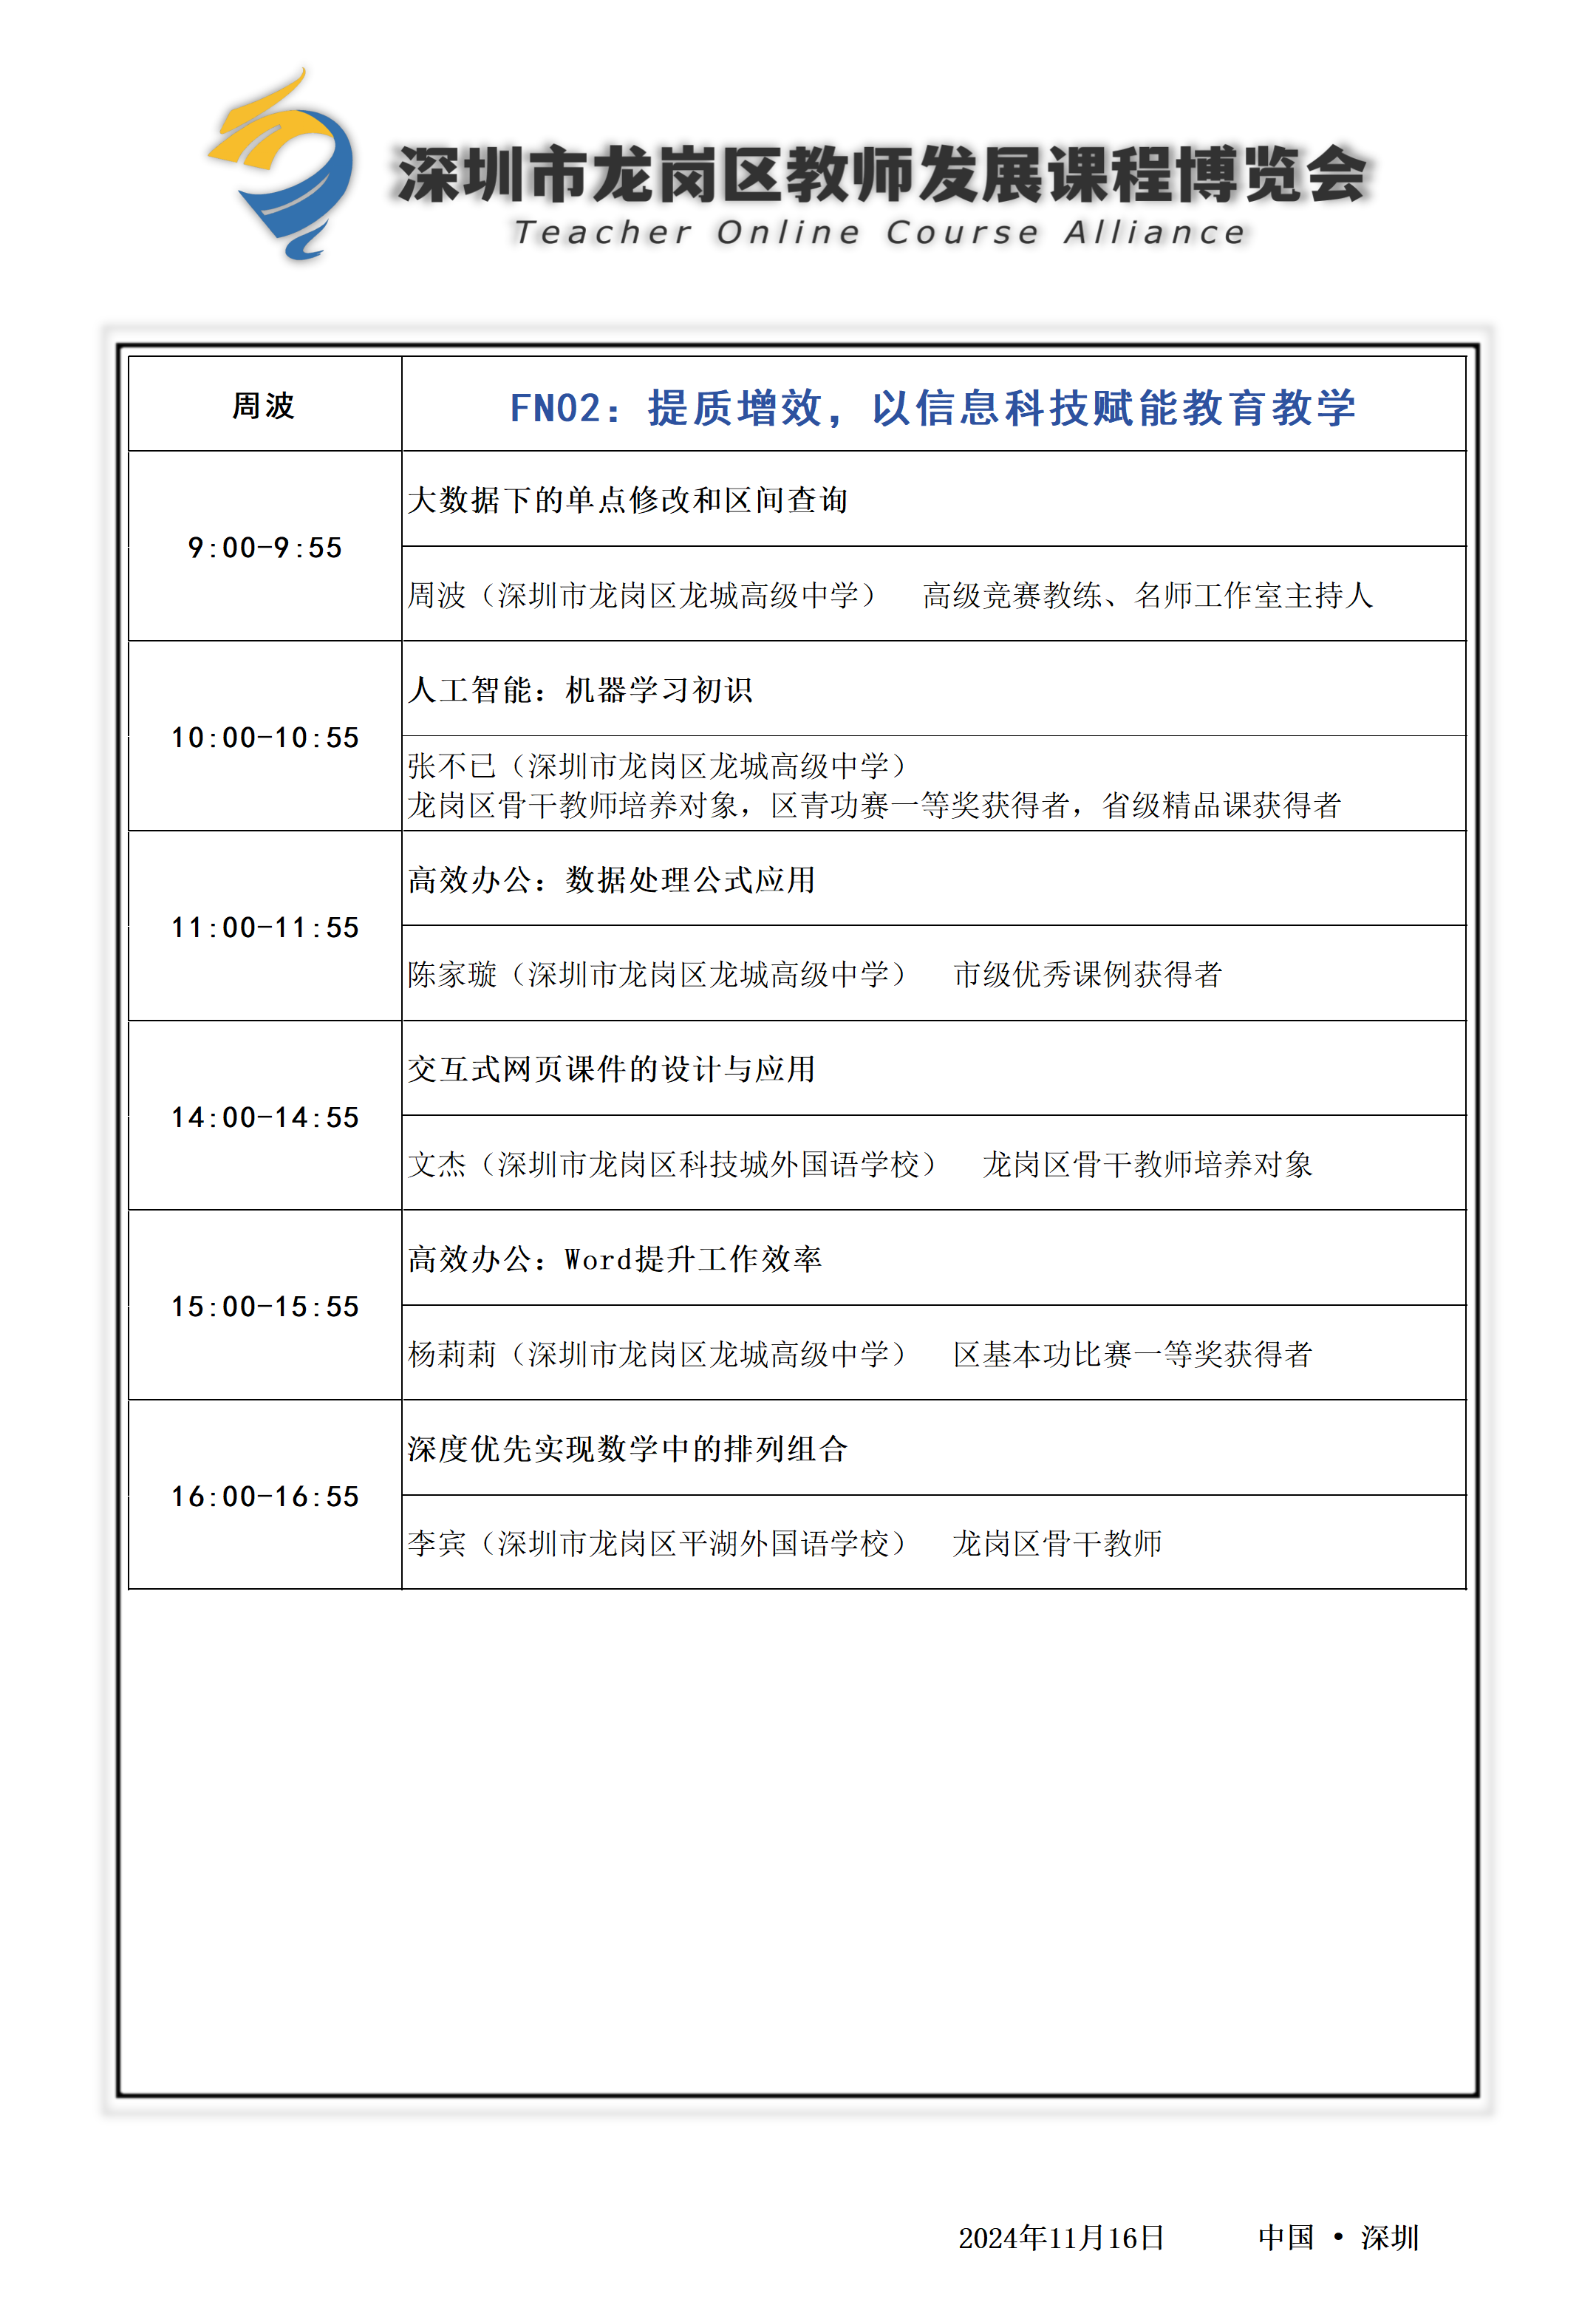 深圳市龙岗区教师发展课程博览会
Teacher Online Course Alliance
周波
FN02：提质增效，以信息科技赋能教育教学
9:00-9:55
大数据下的单点修改和区间查询
周波（深圳市龙岗区龙城高级中学） 高级竞赛教练、名师工作室主持人
10:00-10:55
人工智能：机器学习初识
张不已（深圳市龙岗区龙城高级中学）
龙岗区骨干教师培养对象，区青功赛一等奖获得者，省级精品课获得者
11:00-11:55
高效办公：数据处理公式应用
陈家璇（深圳市龙岗区龙城高级中学） 市级优秀课例获得者
14:00-14:55
交互式网页课件的设计与应用
文杰（深圳市龙岗区科技城外国语学校） 龙岗区骨干教师培养对象
15:00-15:55
高效办公：Word提升工作效率
杨莉莉（深圳市龙岗区龙城高级中学） 区基本功比赛一等奖获得者
16:00-16:55
深度优先实现数学中的排列组合
李宾（深圳市龙岗区平湖外国语学校） 龙岗区骨干教师
2024年11月16日 中国 • 深圳